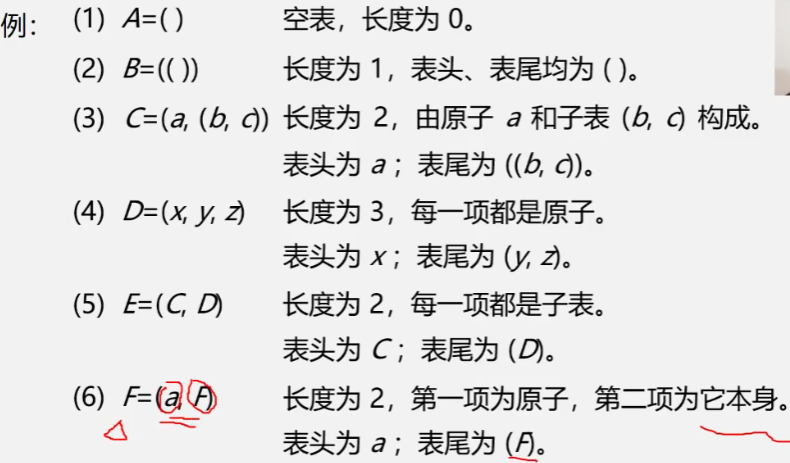 例： (1) A=( ) 空表，长度为 0。
(2) B=(( )) 长度为 1，表头、表尾均为 ( )。
(3) C=(a, (b, c)) 长度为 2，由原子 a 和子表 (b, c) 构成。
表头为 a ；表尾为 ((b, c))。
(4) D=(x, y, z) 长度为 3，每一项都是原子。
表头为 x ；表尾为 (y, z)。
(5) E=(C, D) 长度为 2，每一项都是子表。
表头为 C ；表尾为 (D)。
(6) F=(a, F) 长度为 2，第一项为原子，第二项为它本身。
表头为 a ；表尾为 (F)。